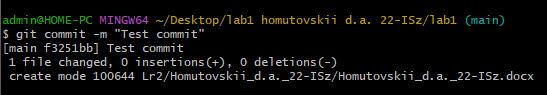 admin@HOME-PC MINGW64 ~/Desktop/lab1 homutovskii d.a. 22-ISz/lab1 (main)
$ git commit -m "Test commit"
[main f3251bb] Test commit
 1 file changed, 0 insertions(+), 0 deletions(-)
 create mode 100644 Lr2/Homutovskii_d.a._22-ISz/Homutovskii_d.a._22-ISz.docx